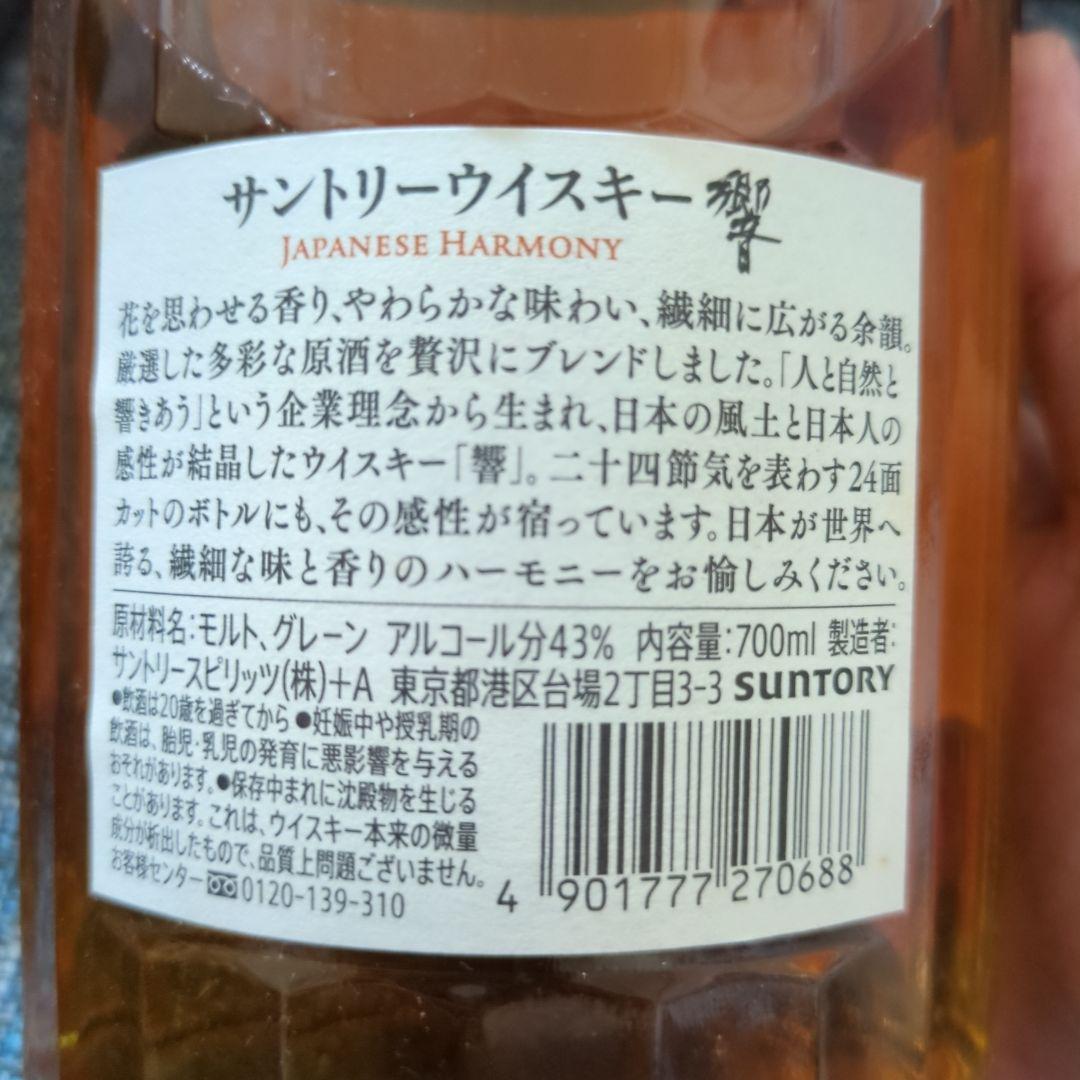 サントリーウイスキー響
JAPANESE HARMONY
花を思わせる香り、やわらかな味わい、繊細に広がる余韻。
厳選した多彩な原酒を贅沢にブレンドしました。「人と自然と
響きあう」という企業理念から生まれ、日本の風土と日本人の
感性が結晶したウイスキー「響」。二十四節気を表わす24面
カットのボトルにも、その感性が宿っています。日本が世界へ
誇る、繊細な味と香りのハーモニーをお愉しみください。
原材料名：モルト、グレーン アルコール分43% 内容量：700ml 製造者：
サントリースピリッツ(株)+A 東京都港区台場2丁目3-3 SUNTORY
●飲酒は20歳を過ぎてから ●妊娠中や授乳期の
飲酒は、胎児・乳児の発育に悪影響を与える
おそれがあります。●保存中まれに沈殿物を生じる
ことがあります。これは、ウイスキー本来の微量
成分が析出したもので、品質上問題ございません。
お客様センター 0120-139-310
4 901777 270688